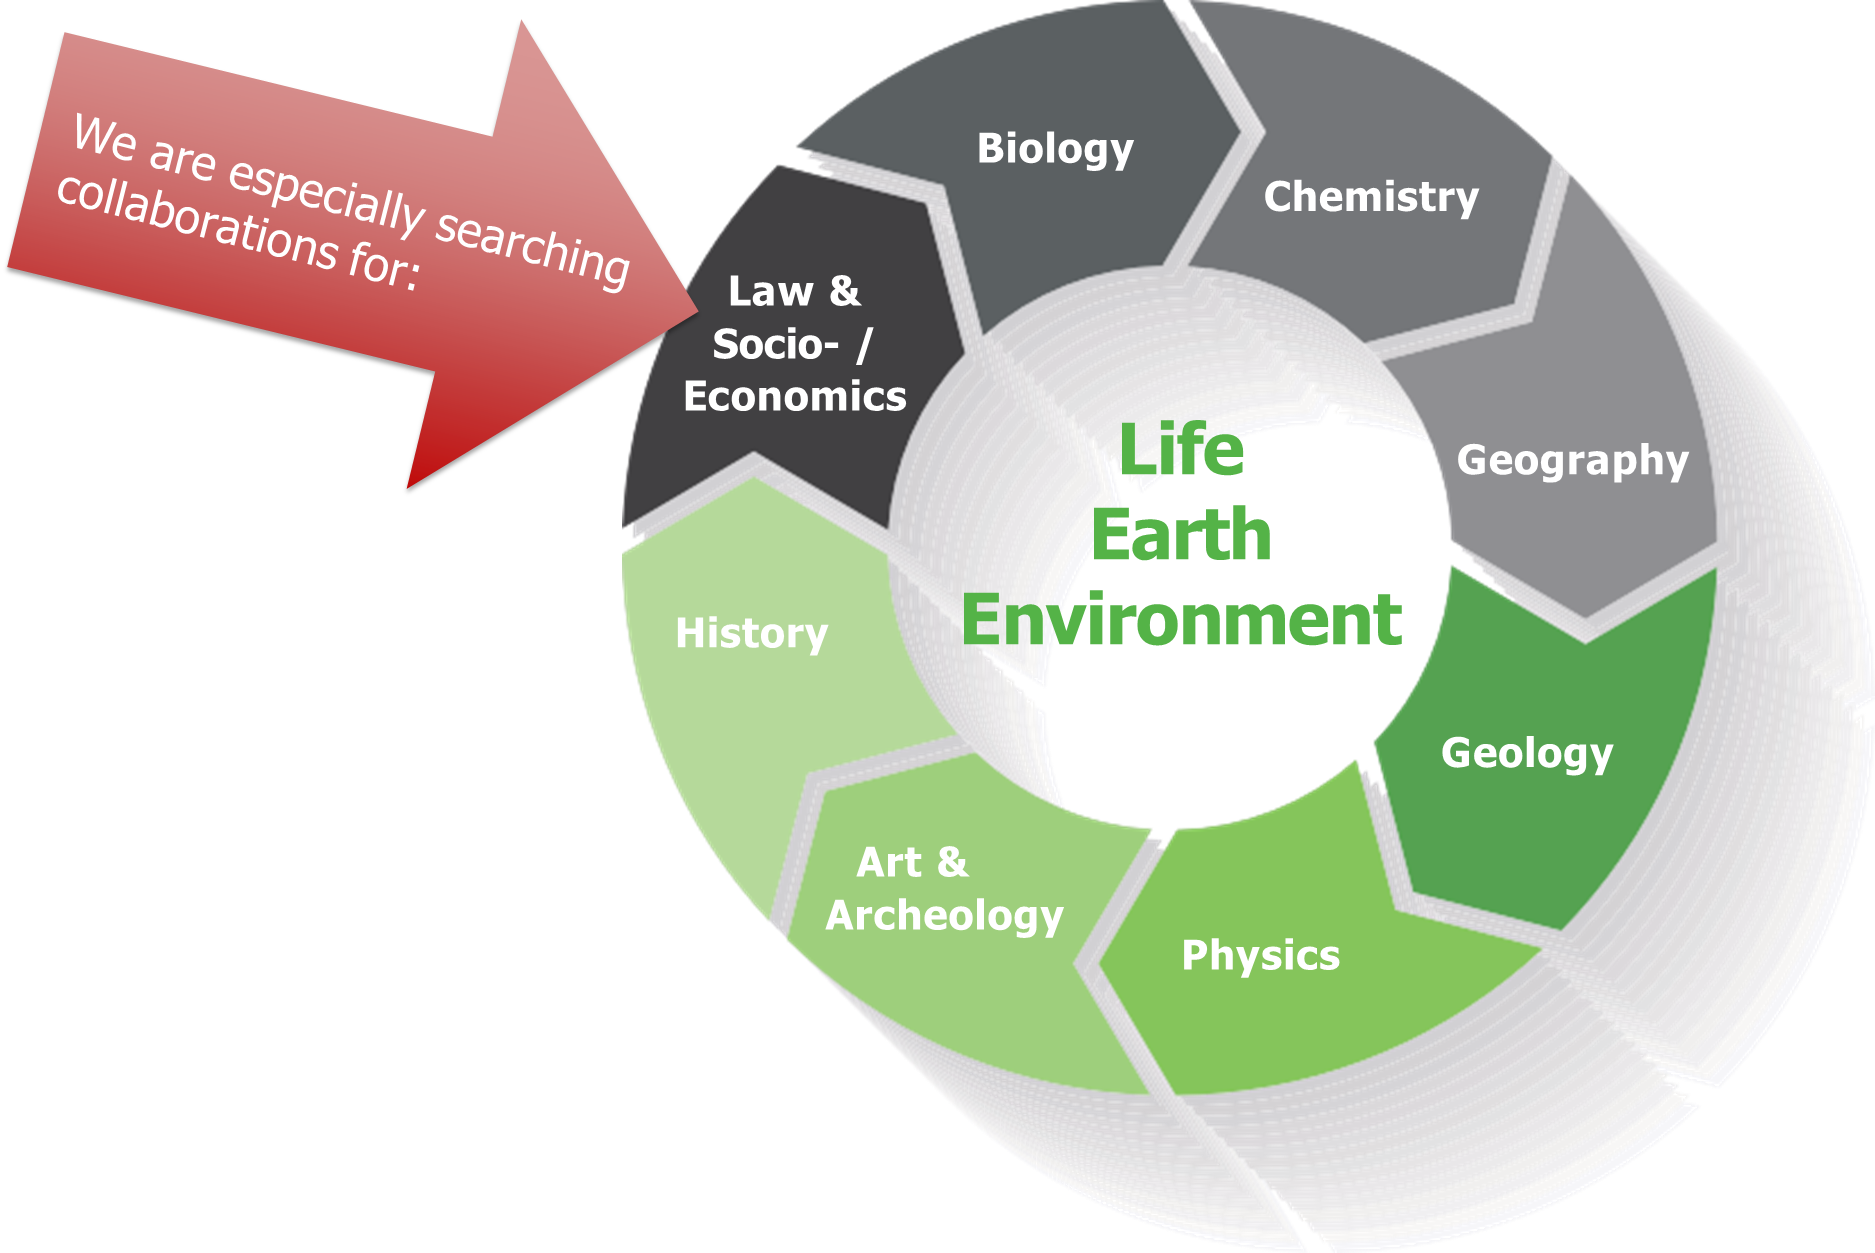 We are especially searching
collaborations for:
Biology
Chemistry
Law &
Socio- /
Economics
Geography
Life
Earth
Environment
History
Geology
Art &
Archeology
Physics